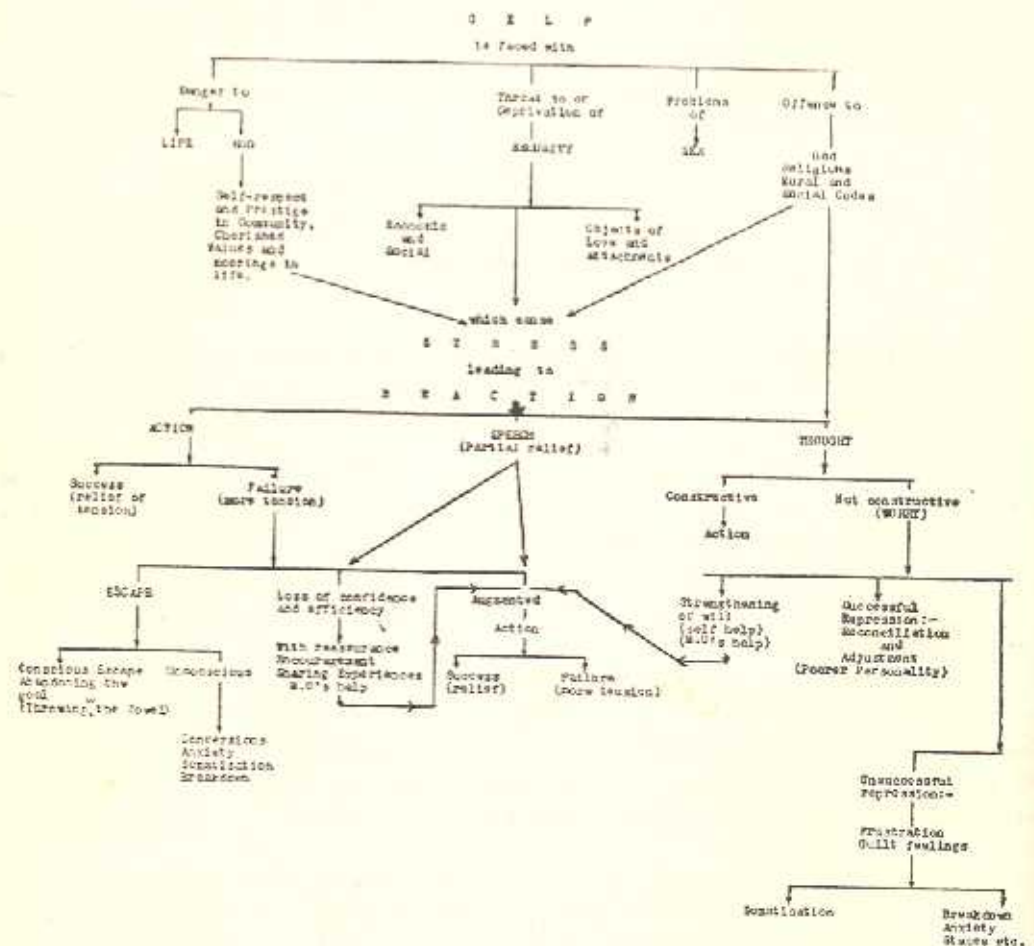 S E L F
is faced with
Danger to
Threat to or
Deprivation of
Problems
of
Offence to
LIFE
EGO
SECURITY
SEX
God
Religious
Moral and
Social Codes
Self-respect
and Prestige
in Community,
Cherished
Values and
moorings in
life.
Economic
and
Social
Objects of
Love and
attachments
which cause
S T R E S S
leading to
R E A C T I O N
ACTION
SPEECH
(Partial relief)
THOUGHT
Success
(relief of
tension)
Failure
(more tension)
Constructive
Action
Not constructive
(WORRY)
ESCAPE
Loss of confidence
and efficiency
Augmented
Action
Strengthening
of will
(self help)
(M.O's help)
Successful
Repression:-
Reconciliation
and
Adjustment
(Poorer Personality)
Conscious Escape
Abandoning the
goal
(Throwing the Towel)
Unconscious
With reassurance
Encouragement
Sharing Experiences
M.O's help
Success
(relief)
Failure
(more tension)
Conversions
Anxiety
Somatisation
Breakdown
Unsuccessful
repression:-
Frustration
Guilt feelings
Somatisation
Breakdown
Anxiety
States etc.